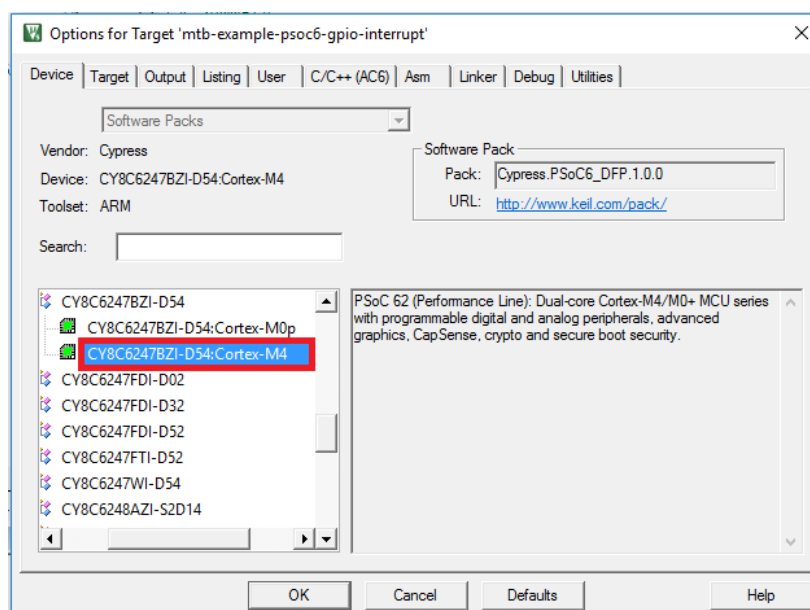 Options for Target 'mtb-example-psoc6-gpio-interrupt'
Device Target Output Listing User C/C++ (AC6) Asm Linker Debug Utilities
Software Packs
Vendor: Cypress
Device: CY8C6247BZI-D54:Cortex-M4
Toolset: ARM
Search:
Software Pack
Pack: Cypress.PSoC6_DFP.1.0.0
URL: http://www.keil.com/pack/
CY8C6247BZI-D54
CY8C6247BZI-D54:Cortex-M0p
CY8C6247BZI-D54:Cortex-M4
CY8C6247FDI-D02
CY8C6247FDI-D32
CY8C6247FDI-D52
CY8C6247FTI-D52
CY8C6247WI-D54
CY8C6248AZI-S2D14
PSoC 62 (Performance Line): Dual-core Cortex-M4/M0+ MCU series
with programmable digital and analog peripherals, advanced
graphics, CapSense, crypto and secure boot security.
OK Cancel Defaults Help